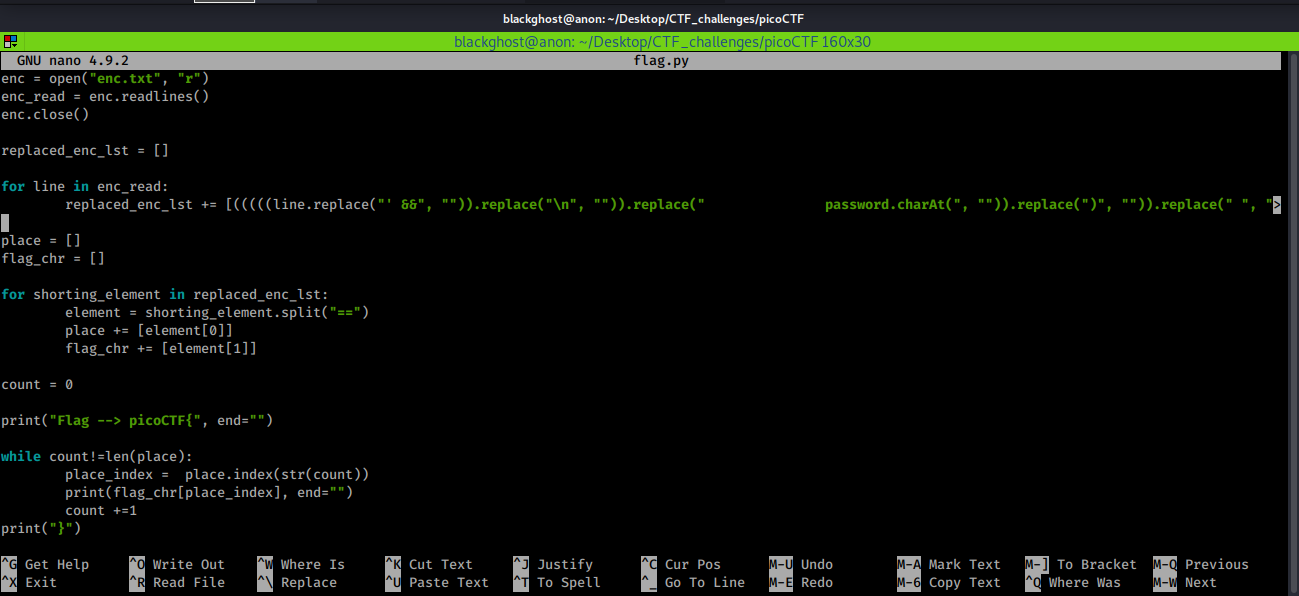 blackghost@anon: ~/Desktop/CTF_challenges/picoCTF
blackghost@anon: ~/Desktop/CTF_challenges/picoCTF 160x30
GNU nano 4.9.2 flag.py
enc = open("enc.txt", "r")
enc_read = enc.readlines()
enc.close()
replaced_enc_lst = []
for line in enc_read:
        replaced_enc_lst += [(((((line.replace("' &&", "")).replace("\n", "")).replace("               password.charAt(", "")).replace(")", "")).replace(" ", ">
place = []
flag_chr = []
for shorting_element in replaced_enc_lst:
        element = shorting_element.split("==")
        place += [element[0]]
        flag_chr += [element[1]]
count = 0
print("Flag --> picoCTF{", end="")
while count!=len(place):
        place_index =  place.index(str(count))
        print(flag_chr[place_index], end="")
        count +=1
print("}")
^G Get Help ^O Write Out ^W Where Is ^K Cut Text ^J Justify ^C Cur Pos M-U Undo M-A Mark Text M-] To Bracket M-Q Previous
^X Exit ^R Read File ^\ Replace ^U Paste Text ^T To Spell ^_ Go To Line M-E Redo M-6 Copy Text ^Q Where Was M-W Next